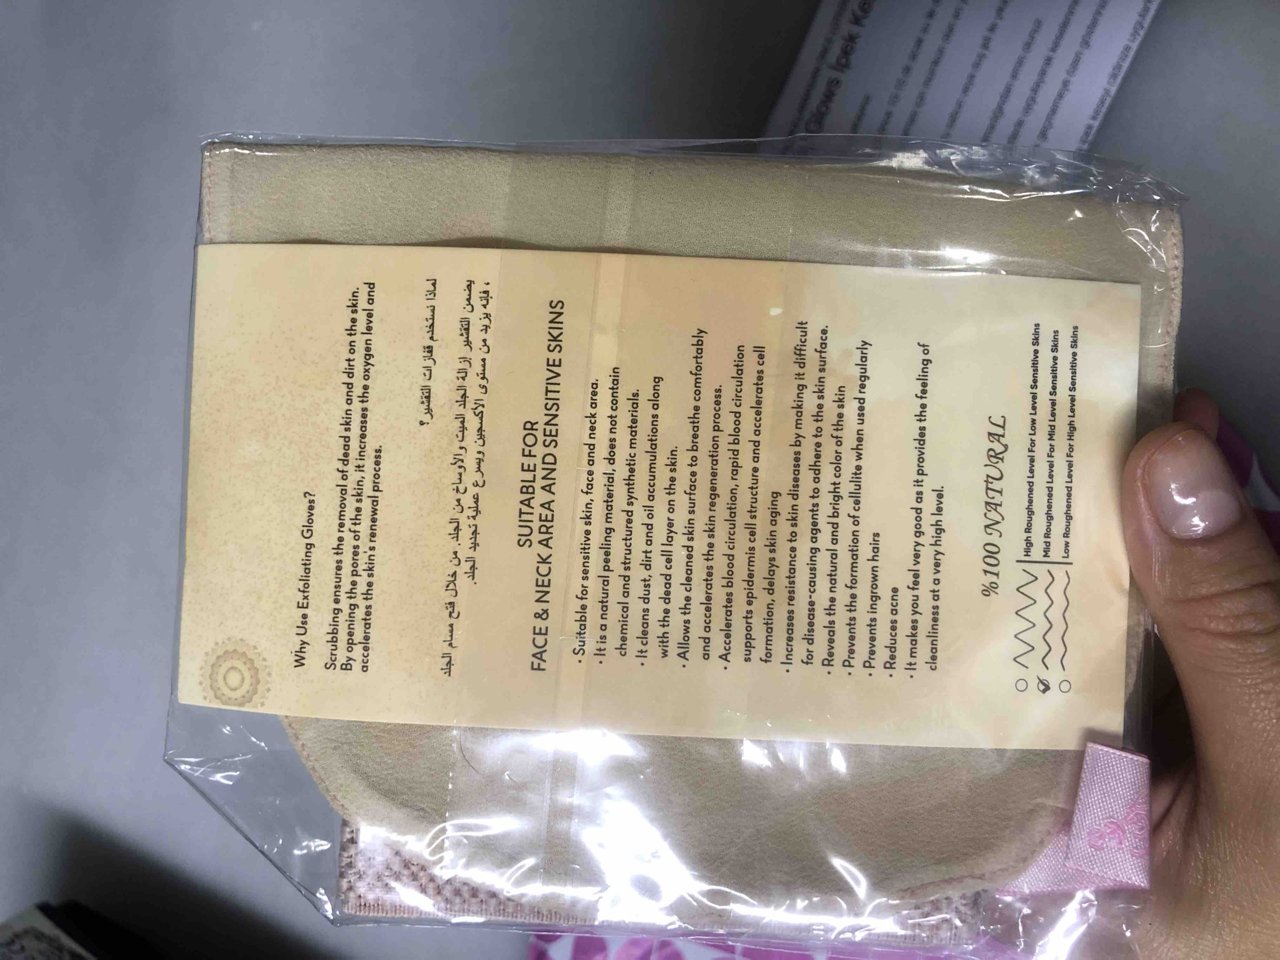 Why Use Exfoliating Gloves?
Scrubbing ensures the removal of dead skin and dirt on the skin.
By opening the pores of the skin, it increases the oxygen level and
accelerates the skin's renewal process.
لماذا نستخدم قفازات التقشير؟
يضمن التقشير إزالة الجلد الميت والأوساخ من الجلد. من خلال فتح مسام الجلد
، فإنه يزيد من مستوى الأكسجين ويسرع عملية تجديد الجلد.
SUITABLE FOR
FACE & NECK AREA AND SENSITIVE SKINS
· Suitable for sensitive skin, face and neck area.
· It is a natural peeling material, does not contain
chemical and structured synthetic materials.
· It cleans dust, dirt and oil accumulations along
with the dead cell layer on the skin.
· Allows the cleaned skin surface to breathe comfortably
and accelerates the skin regeneration process.
· Accelerates blood circulation, rapid blood circulation
supports epidermis cell structure and accelerates cell
formation, delays skin aging
· Increases resistance to skin diseases by making it difficult
for disease-causing agents to adhere to the skin surface.
· Reveals the natural and bright color of the skin
· Prevents the formation of cellulite when used regularly
· Prevents ingrown hairs
· Reduces acne
· It makes you feel very good as it provides the feeling of
cleanliness at a very high level.
%100 NATURAL
High Roughened Level For Low Level Sensitive Skins
Mid Roughened Level For Mid Level Sensitive Skins
Low Roughened Level For High Level Sensitive Skins
Glows İpek Ke